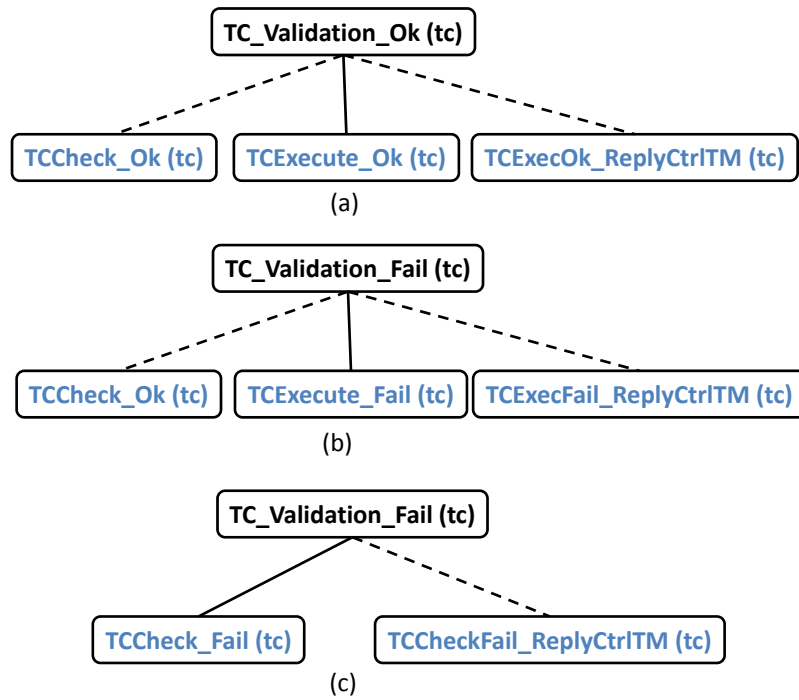 TC_Validation_Ok (tc)
TCCheck_Ok (tc) TCExecute_Ok (tc) TCExecOk_ReplyCtrlTM (tc)
(a)
TC_Validation_Fail (tc)
TCCheck_Ok (tc) TCExecute_Fail (tc) TCExecFail_ReplyCtrlTM (tc)
(b)
TC_Validation_Fail (tc)
TCCheck_Fail (tc) TCCheckFail_ReplyCtrlTM (tc)
(c)